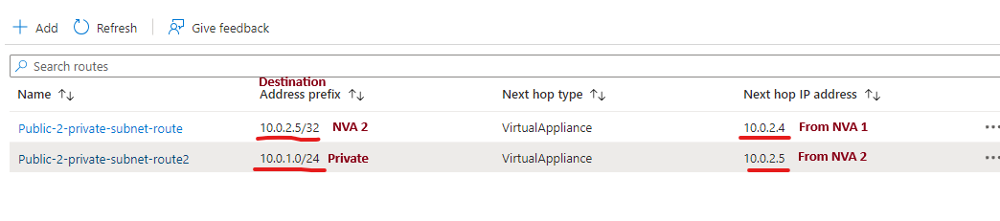 Add Refresh Give feedback
Search routes
Destination
Name Address prefix Next hop type Next hop IP address
Public-2-private-subnet-route 10.0.2.5/32 NVA 2 VirtualAppliance 10.0.2.4 From NVA 1
Public-2-private-subnet-route2 10.0.1.0/24 Private VirtualAppliance 10.0.2.5 From NVA 2